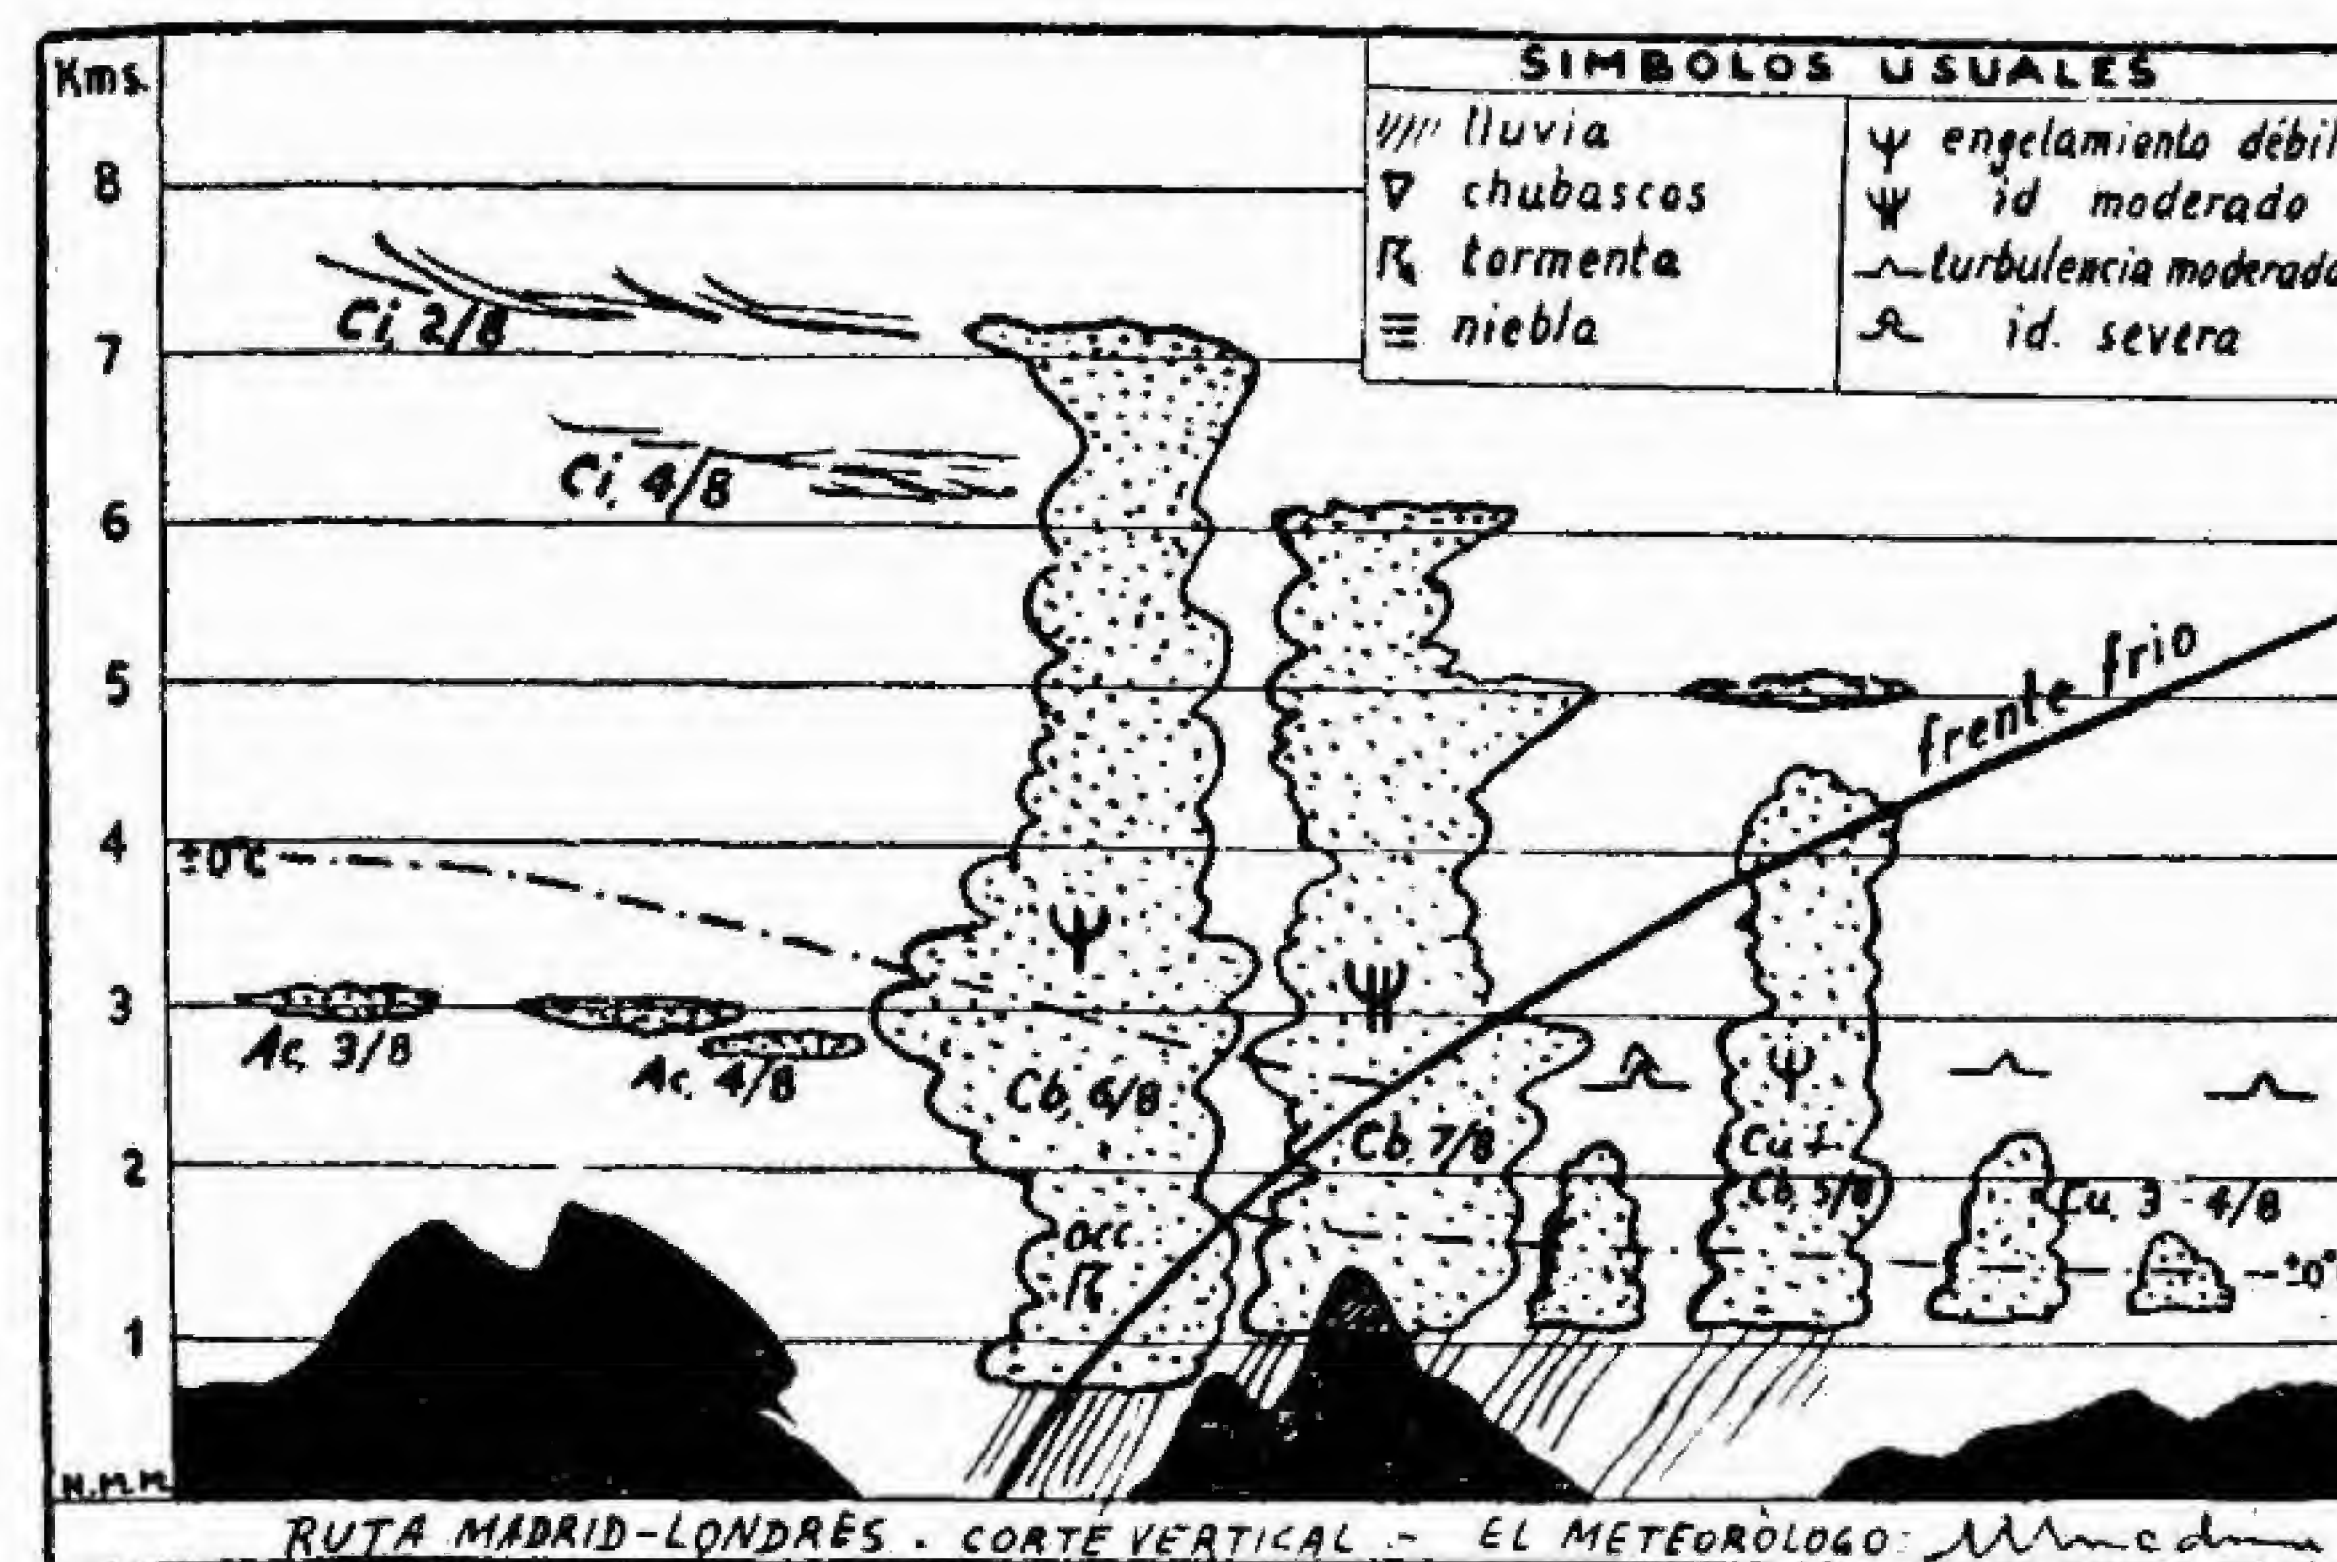 Kms.
8
7
6
5
4
3
2
1
N.M.M
SIMBOLOS USUALES
lluvia
chubascos
tormenta
niebla
engelamiento débil
id moderado
turbulencia moderada
id. severa
Ci, 2/8
Ci, 4/8
frente frio
±0°C
Ac, 3/8
Ac, 4/8
Cb, 6/8
Cb, 7/8
Cu +
Cb, 5/8
Cu, 3-4/8
occ.
±0°
RUTA MADRID-LONDRES. CORTE VERTICAL.- EL METEORÓLOGO: